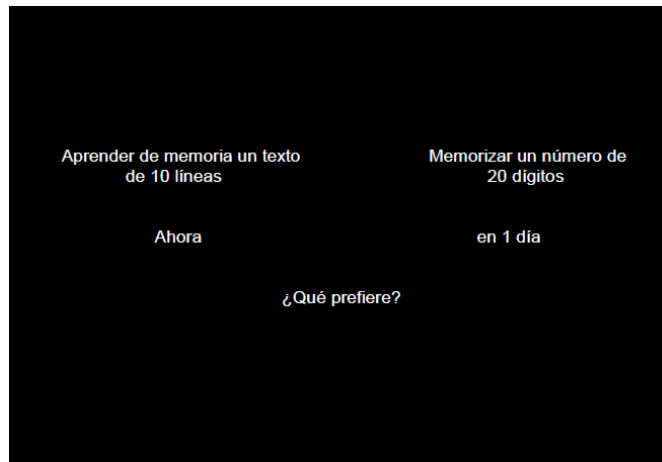 Aprender de memoria un texto
de 10 líneas
Memorizar un número de
20 dígitos
Ahora
en 1 día
¿Qué prefiere?